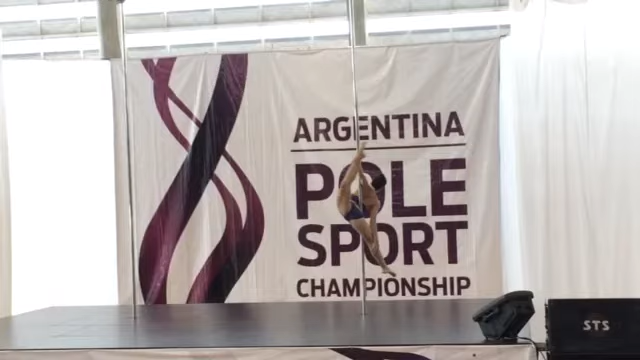 ARGENTINA
POLE
SPORT
CHAMPIONSHIP
STS